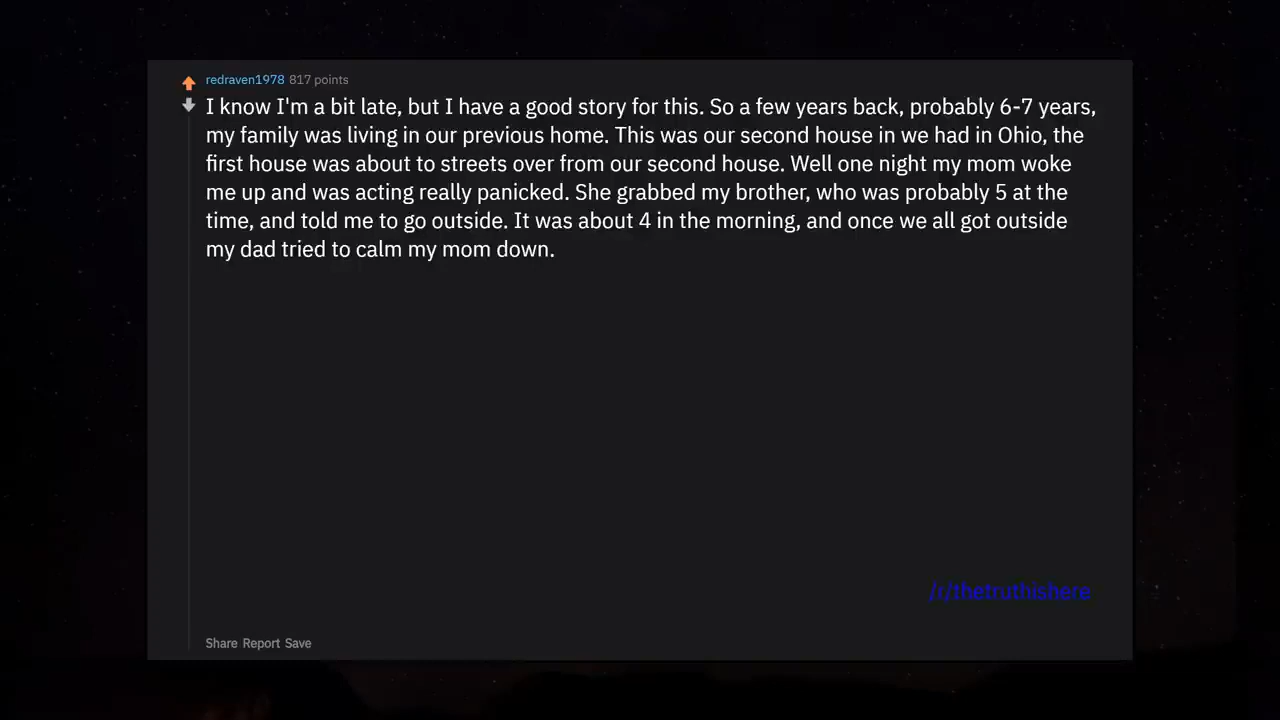 redraven1978 817 points
I know I'm a bit late, but I have a good story for this. So a few years back, probably 6-7 years,
my family was living in our previous home. This was our second house in we had in Ohio, the
first house was about to streets over from our second house. Well one night my mom woke
me up and was acting really panicked. She grabbed my brother, who was probably 5 at the
time, and told me to go outside. It was about 4 in the morning, and once we all got outside
my dad tried to calm my mom down.
/r/thetruthishere
Share Report Save